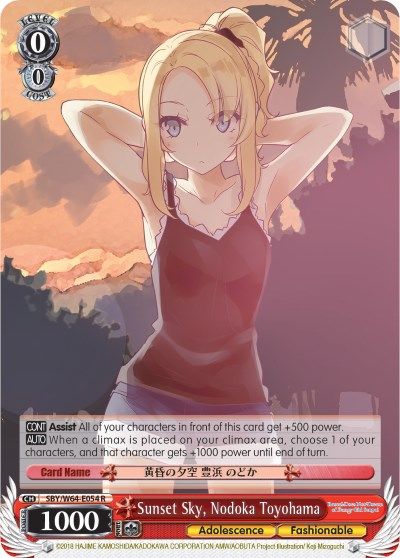 LEVEL
0
0
COST
CONT Assist All of your characters in front of this card get +500 power.
AUTO When a climax is placed on your climax area, choose 1 of your
characters, and that character gets +1000 power until end of turn.
Card Name 黄昏の夕空 豊浜 のどか
CH SBY/W64-E054 R
1000
Sunset Sky, Nodoka Toyohama
Adolescence Fashionable
©2018 HAJIME KAMOSHIDA/KADOKAWA CORPORATION AMW/AOBUTA Project Illustration/ Keji Mizoguchi